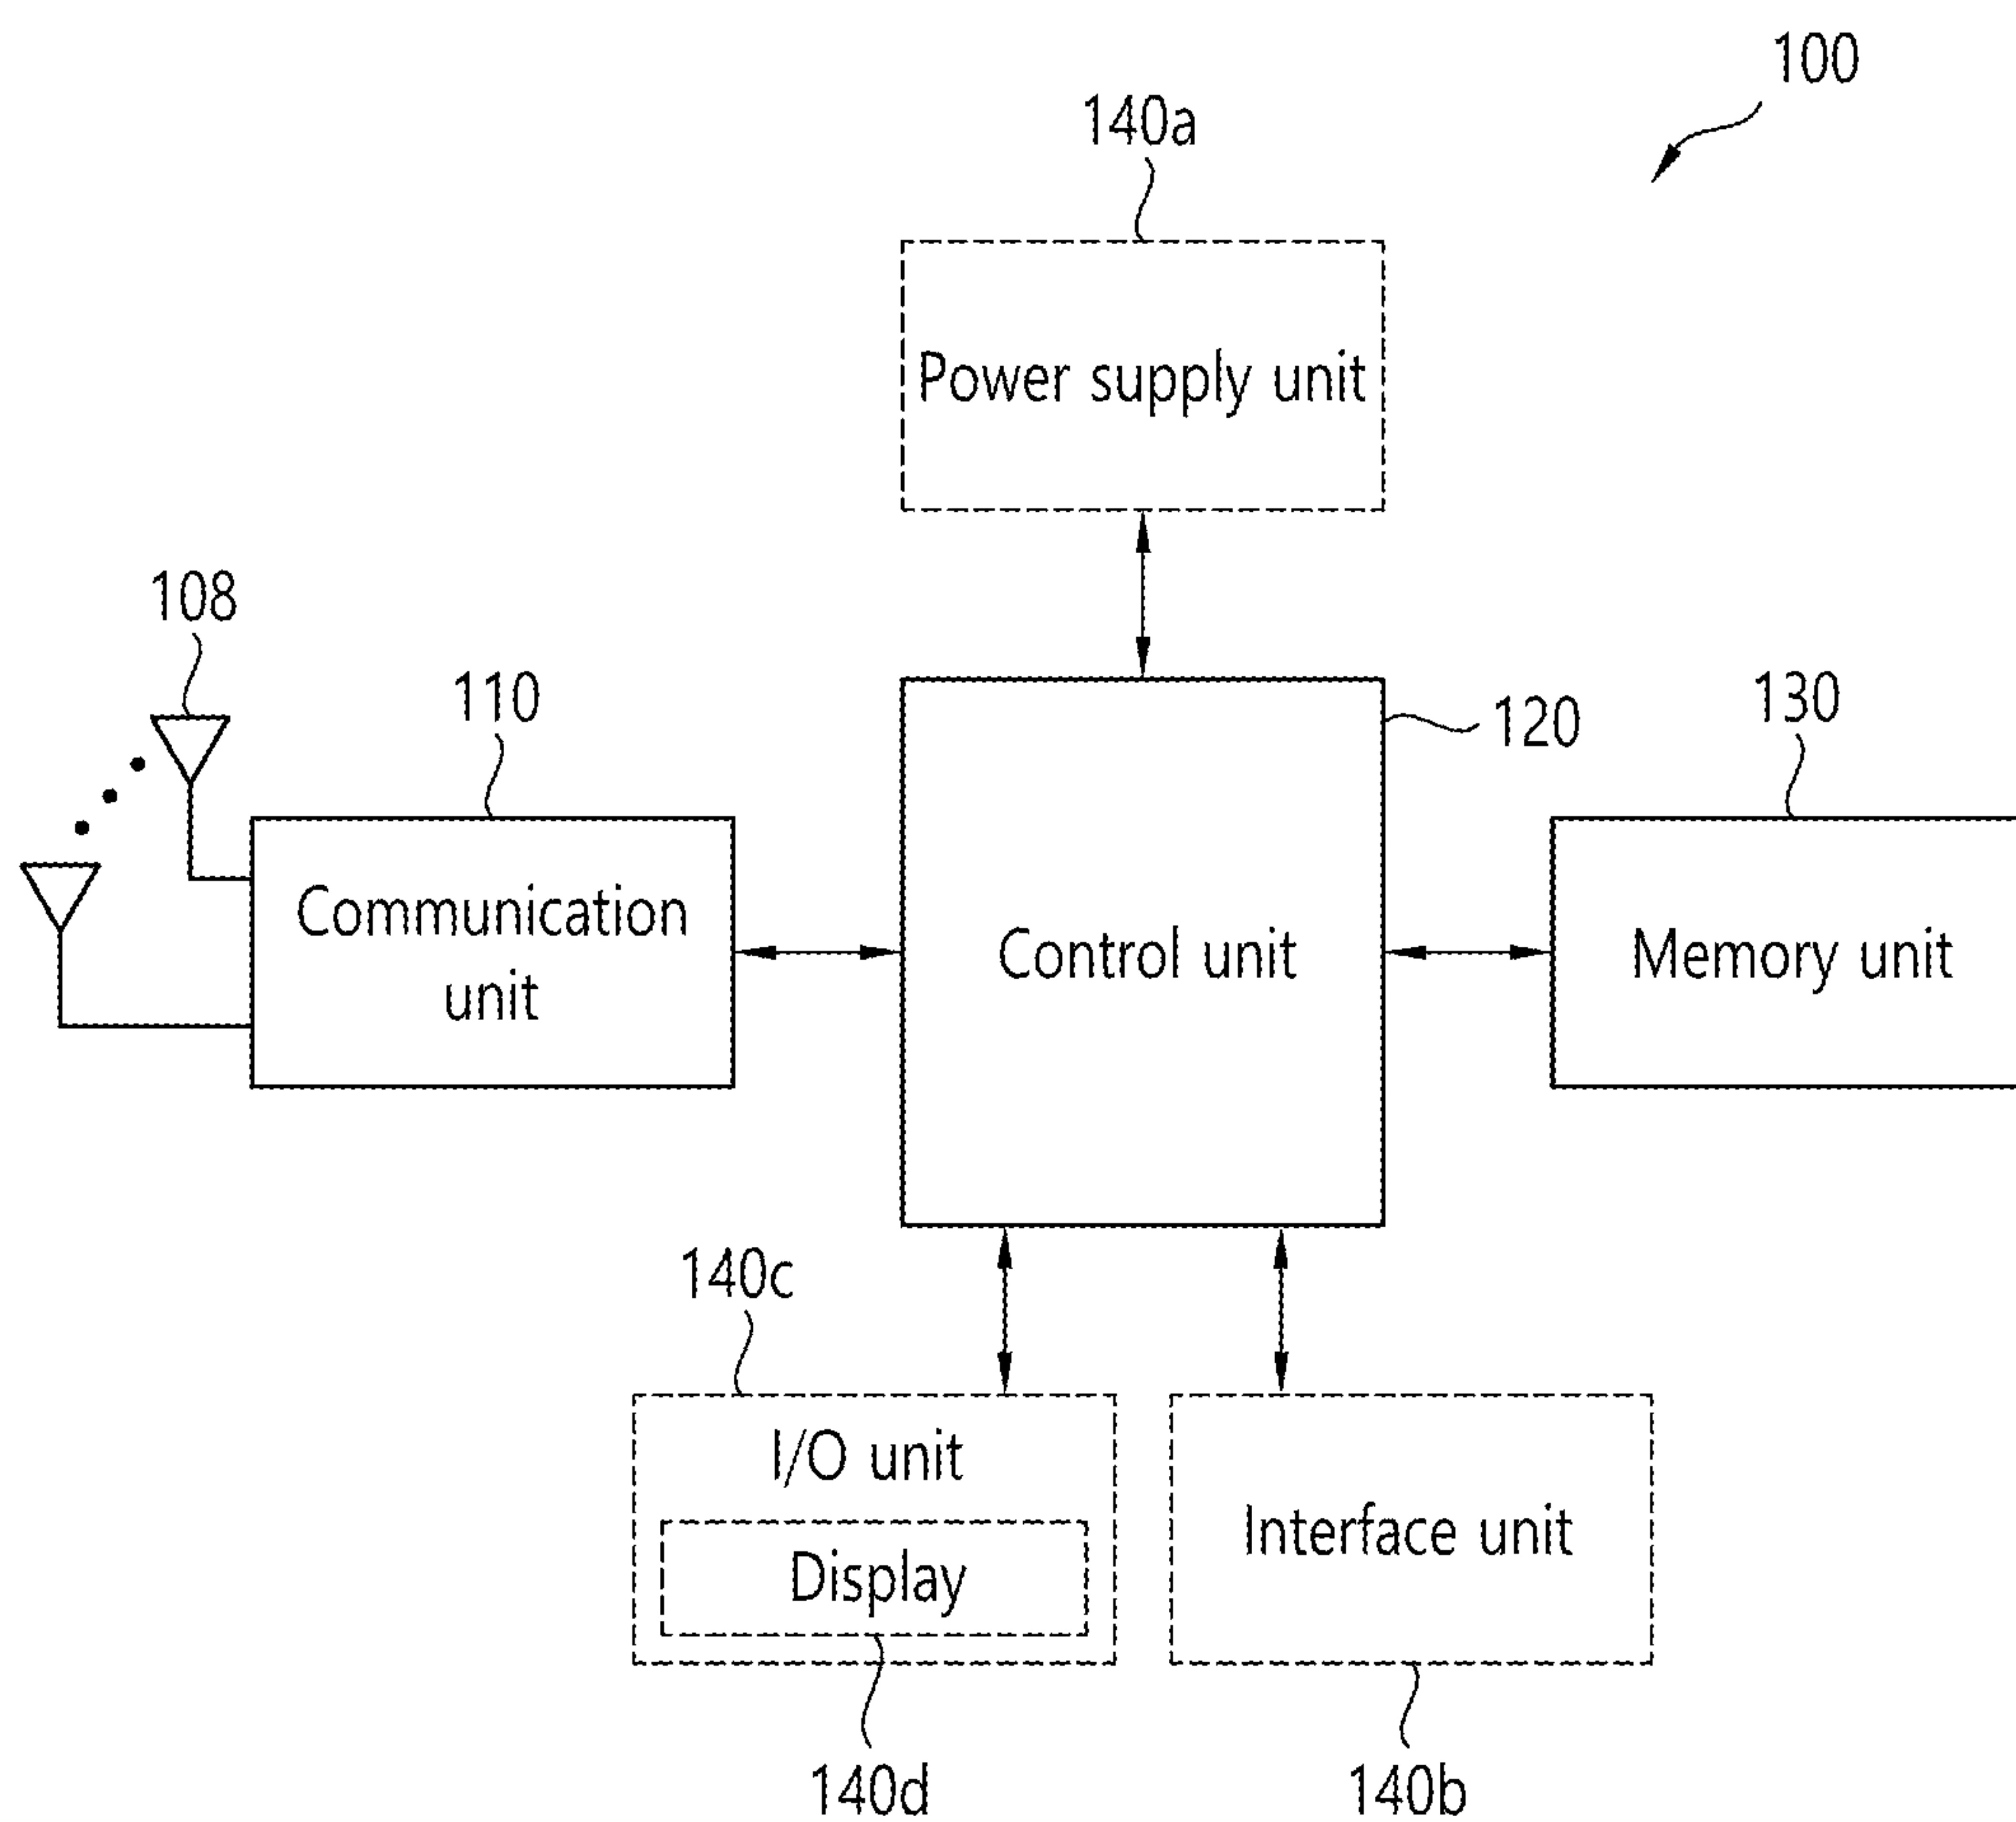 100
140a
Power supply unit
108
110
120
130
Communication
unit
Control unit
Memory unit
140c
I/O unit
Display
Interface unit
140d
140b